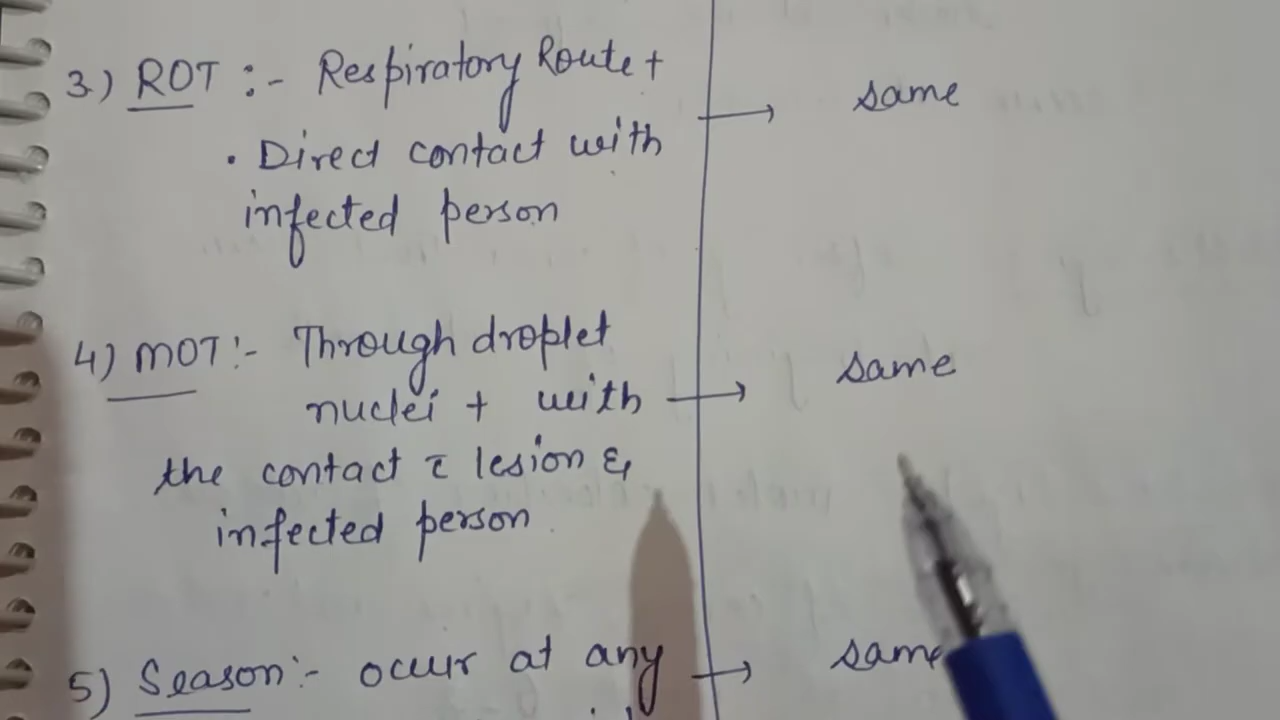 3) ROT :- Respiratory Route + → same
• Direct contact with
infected person
4) MOT :- Through droplet
nuclei + with → same
the contact c̄ lesion &
infected person
5) Season :- occur at any → same